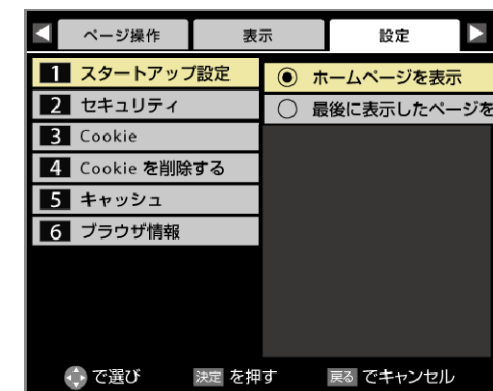 ページ操作 表示 設定
1 スタートアップ設定
ホームページを表示
2 セキュリティ
最後に表示したページを
3 Cookie
4 Cookie を削除する
5 キャッシュ
6 ブラウザ情報
で選び 決定 を押す 戻る でキャンセル